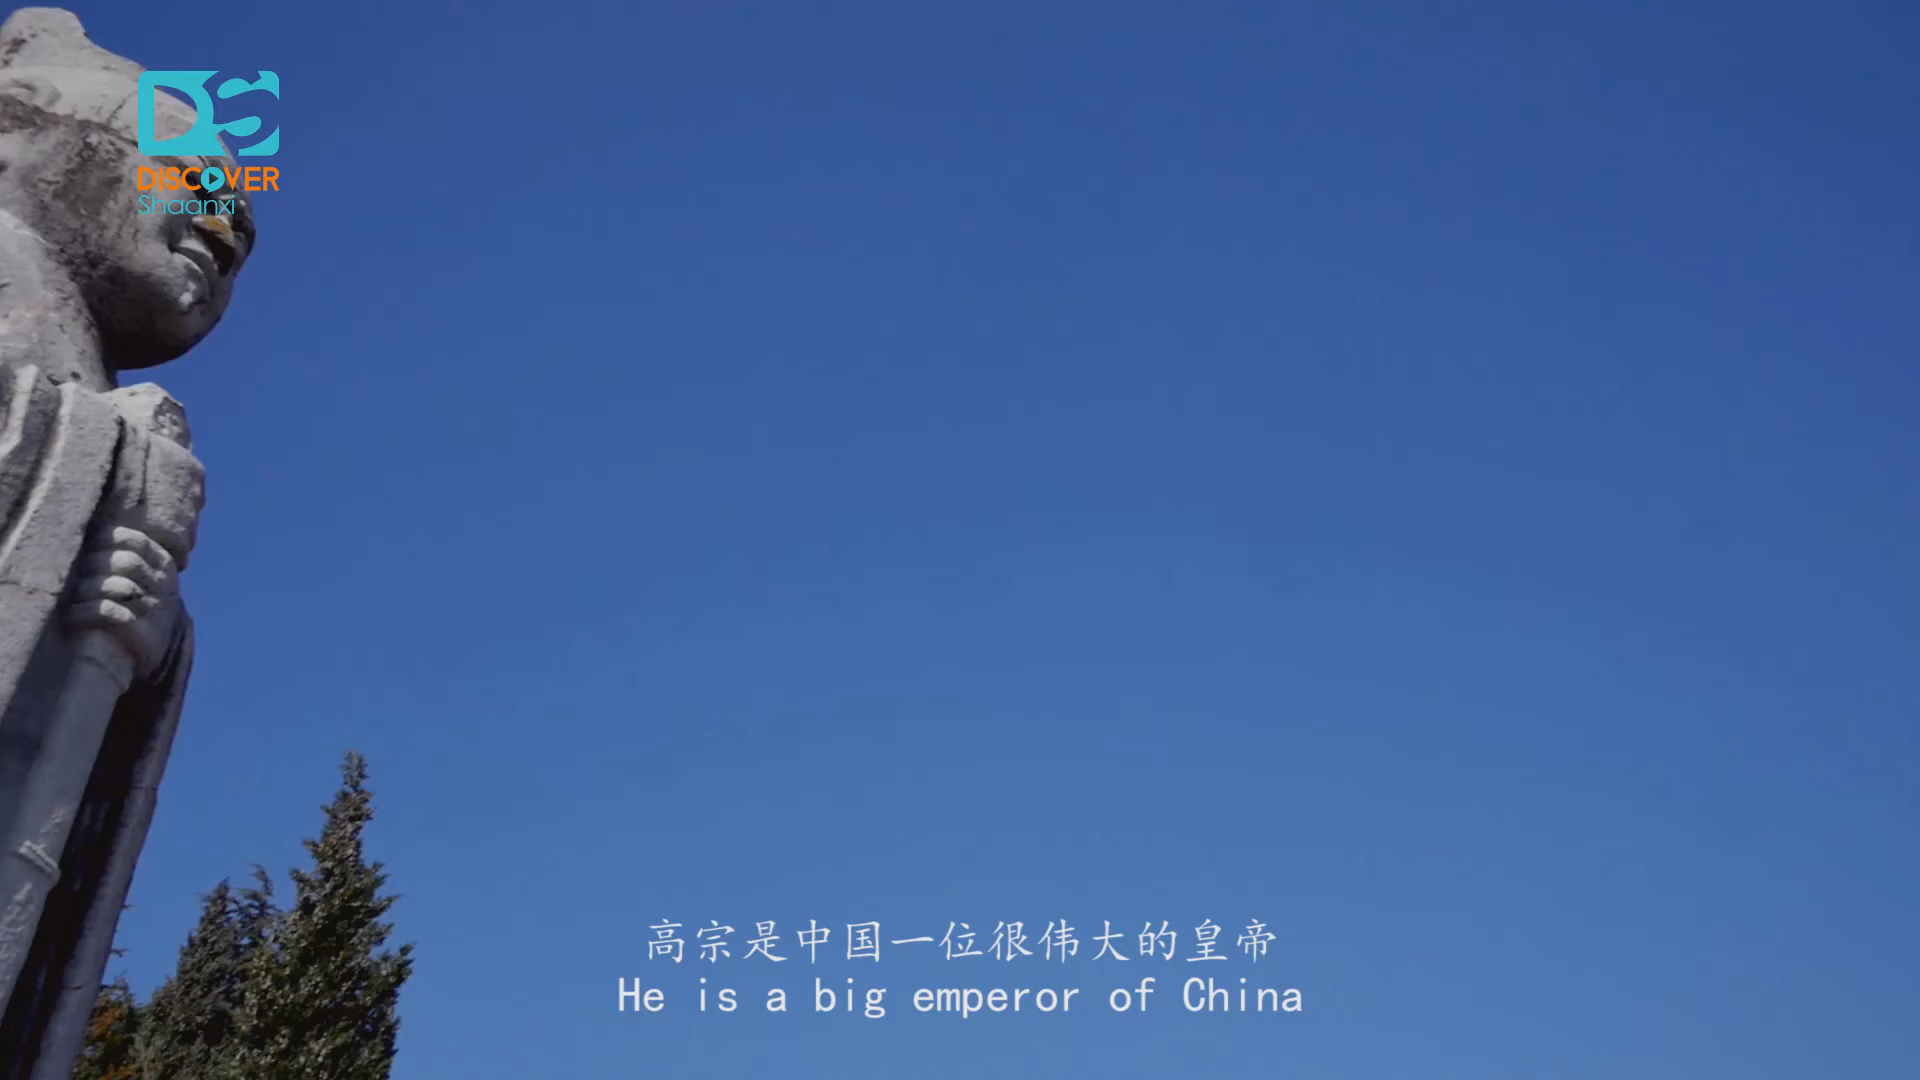 DS
DISCOVER
Shaanxi
高宗是中国一位很伟大的皇帝
He is a big emperor of China